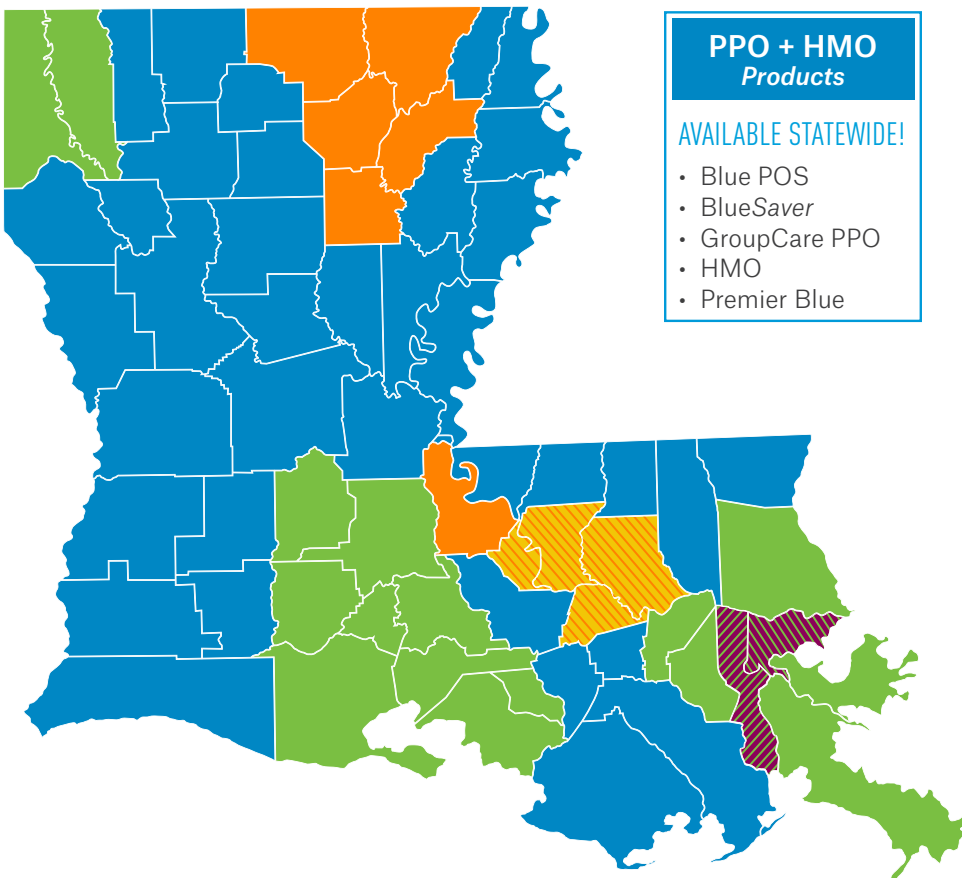 PPO + HMO
Products
AVAILABLE STATEWIDE!
• Blue POS
• BlueSaver
• GroupCare PPO
• HMO
• Premier Blue